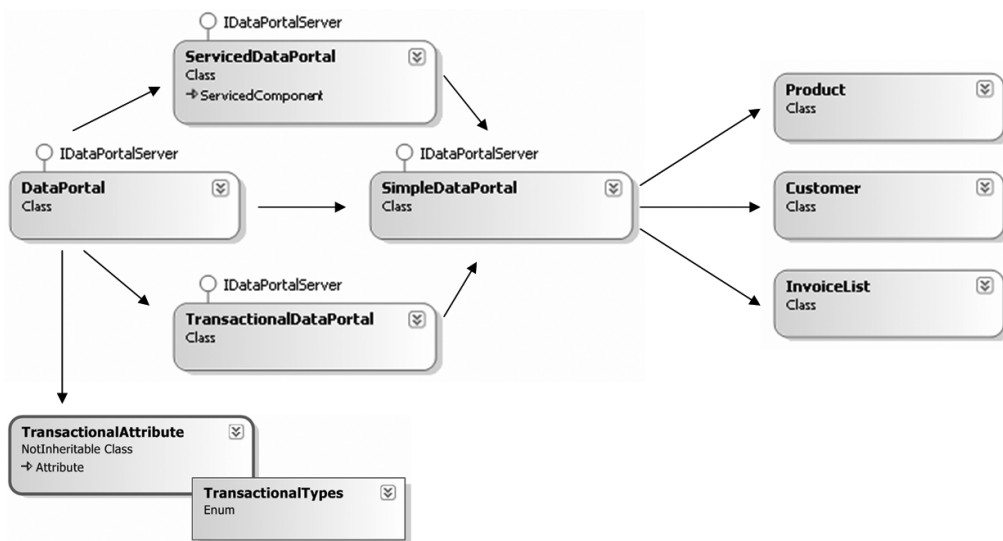 IDataPortalServer
ServicedDataPortal
Class
ServicedComponent
IDataPortalServer
DataPortal
Class
IDataPortalServer
SimpleDataPortal
Class
IDataPortalServer
TransactionalDataPortal
Class
Product
Class
Customer
Class
InvoiceList
Class
TransactionalAttribute
NotInheritable Class
Attribute
TransactionalTypes
Enum